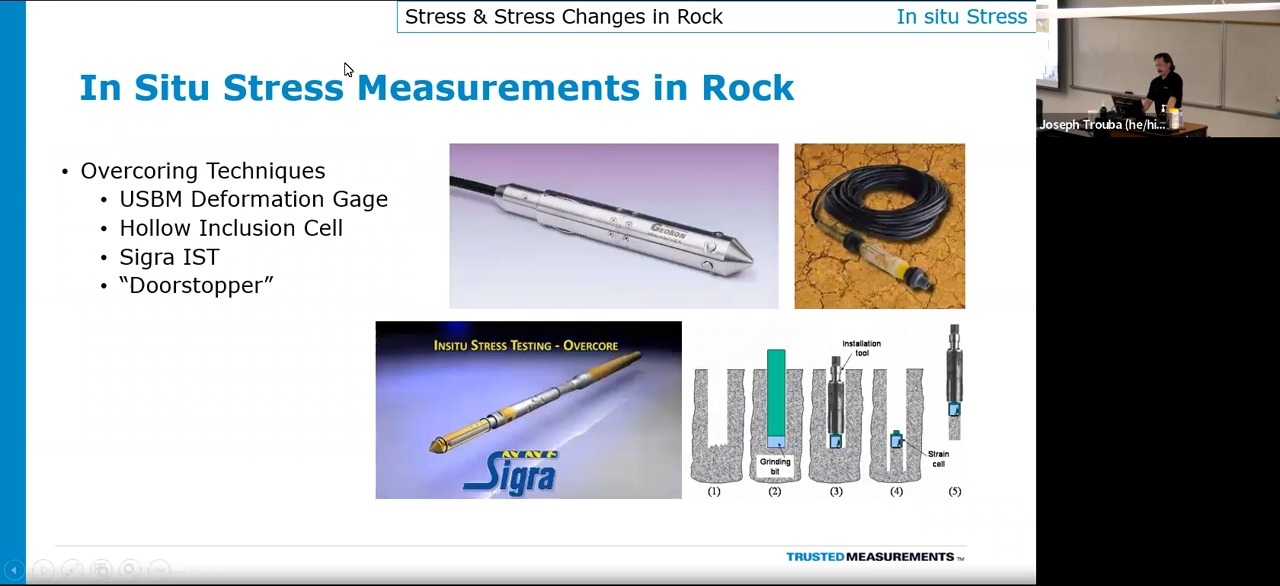 Stress & Stress Changes in Rock
In situ Stress
In Situ Stress Measurements in Rock
Joseph Trouba (he/hi...
• Overcoring Techniques
• USBM Deformation Gage
• Hollow Inclusion Cell
• Sigra IST
• “Doorstopper”
GEOKON
INSITU STRESS TESTING - OVERCORE
Sigra
Installation
tool
Grinding
bit
Strain
cell
(1)
(2)
(3)
(4)
(5)
TRUSTED MEASUREMENTS™